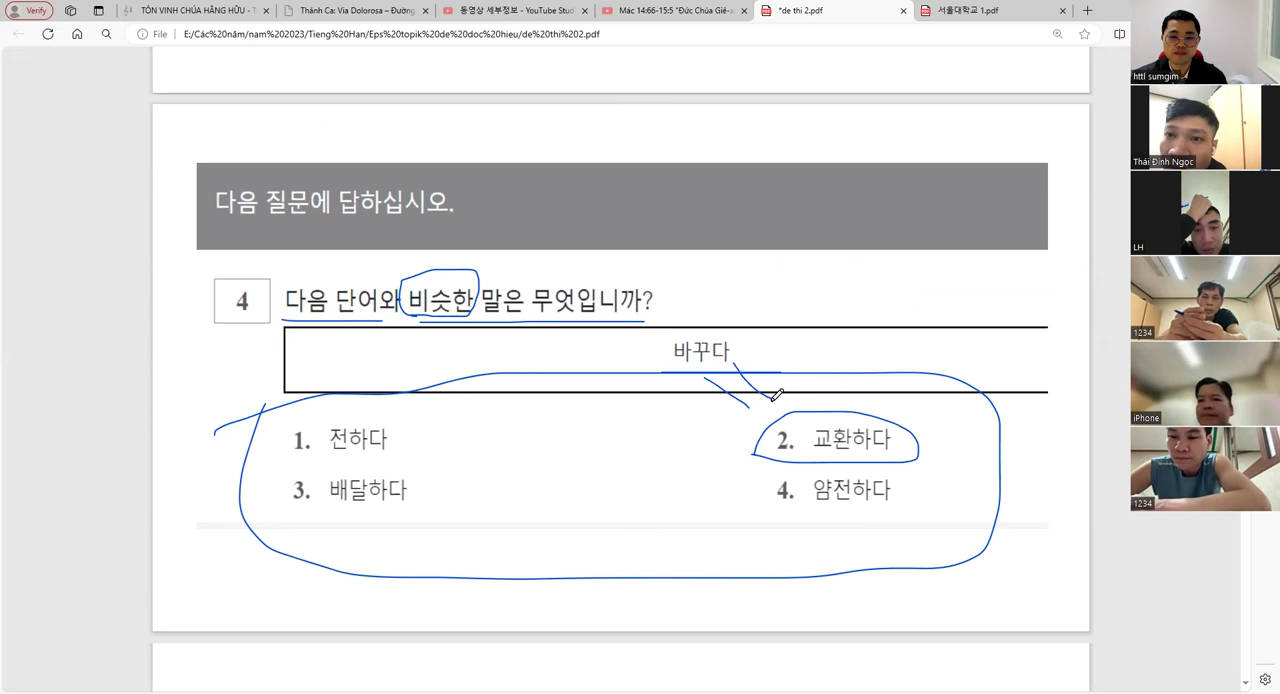 Verify
TÔN VINH CHÚA HẰNG HỮU - T
Thánh Ca: Via Dolorosa – Đường
동영상 세부정보 - YouTube Stud
Mác 14:66-15:5 "Đức Chúa Giê-x
*de thi 2.pdf
서울대학교 1.pdf
File
E:/Các%20năm/nam%202023/Tieng%20Han/Eps%20topik%20de%20doc%20hieu/de%20thi%202.pdf
다음 질문에 답하십시오.
4 다음 단어와 비슷한 말은 무엇입니까?
바꾸다
1. 전하다
2. 교환하다
3. 배달하다
4. 얌전하다
httl sumgim
Thái Đình Ngọc
LH
1234
iPhone
1234